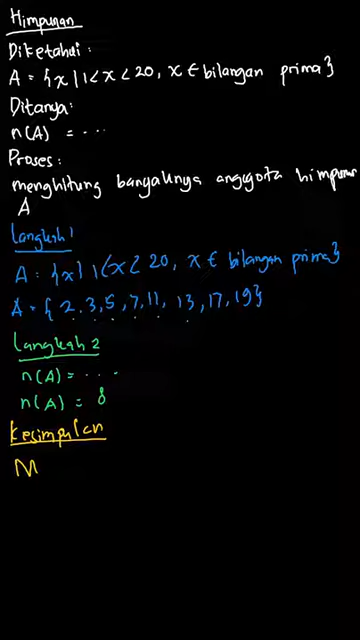 Himpunan
Diketahui:
A = {x | 1 < x < 20, x ∈ bilangan prima}
Ditanya:
n(A) = ...
Proses:
menghitung banyaknya anggota himpunan
A
Langkah 1
A = {x | 1 < x < 20, x ∈ bilangan prima}
A = { 2, 3, 5, 7, 11, 13, 17, 19}
Langkah 2
n(A) = ...
n(A) = 8
Kesimpulan
M